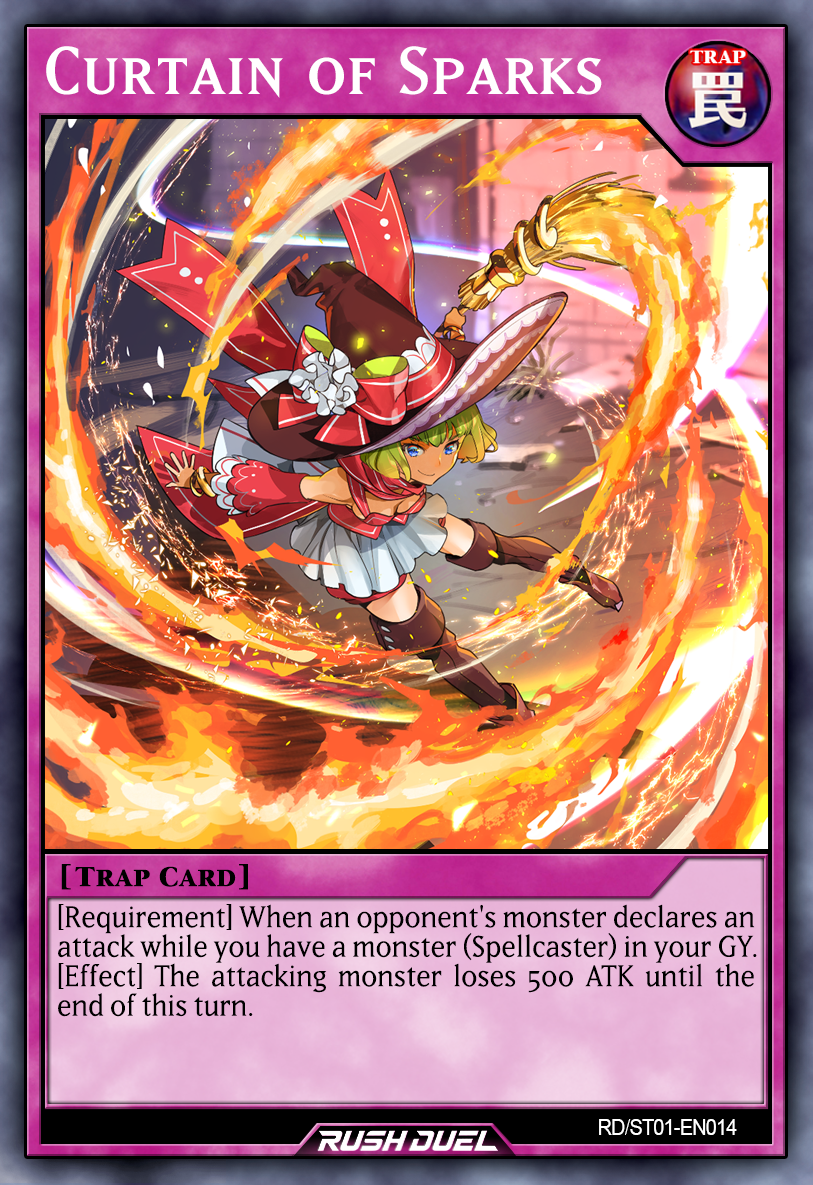 Curtain of Sparks
TRAP
罠
[Trap Card]
[Requirement] When an opponent's monster declares an
attack while you have a monster (Spellcaster) in your GY.
[Effect] The attacking monster loses 500 ATK until the
end of this turn.
RD/ST01-EN014
RUSH DUEL